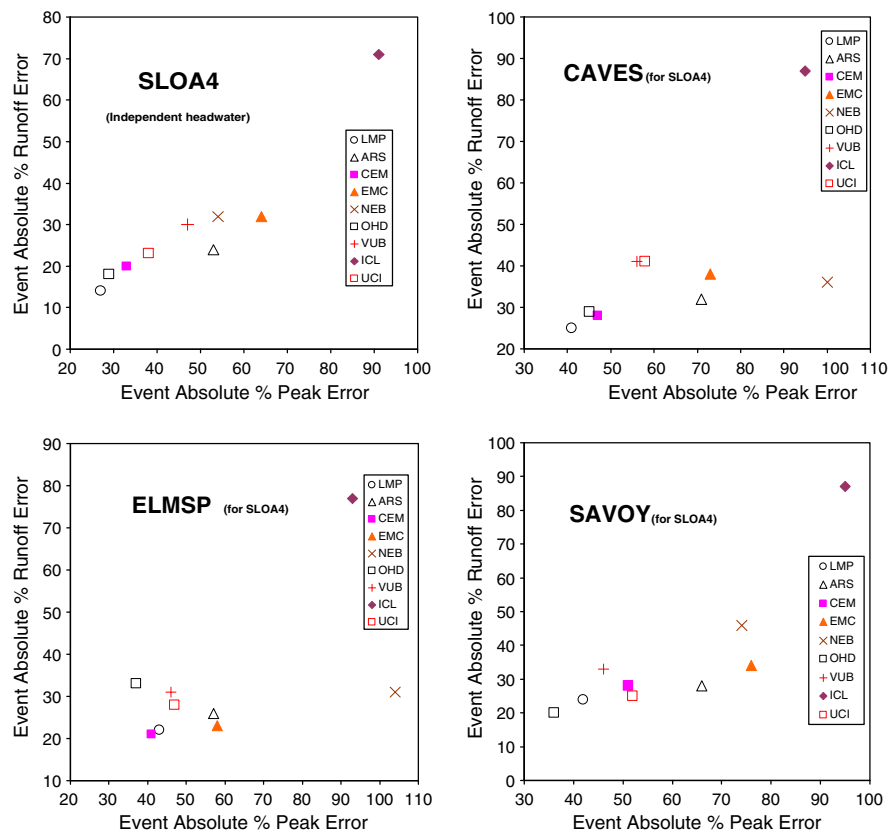 80
70
60
50
40
30
20
10
0
Event Absolute % Runoff Error
SLOA4
(Independent headwater)
LMP
ARS
CEM
EMC
NEB
OHD
VUB
ICL
UCI
20 30 40 50 60 70 80 90 100
Event Absolute % Peak Error
100
90
80
70
60
50
40
30
20
Event Absolute % Runoff Error
CAVES (for SLOA4)
LMP
ARS
CEM
EMC
NEB
OHD
VUB
ICL
UCI
30 40 50 60 70 80 90 100 110
Event Absolute % Peak Error
90
80
70
60
50
40
30
20
10
Event Absolute % Runoff Error
ELMSP (for SLOA4)
LMP
ARS
CEM
EMC
NEB
OHD
VUB
ICL
UCI
20 30 40 50 60 70 80 90 100 110
Event Absolute % Peak Error
100
90
80
70
60
50
40
30
20
10
0
Event Absolute % Runoff Error
SAVOY (for SLOA4)
LMP
ARS
CEM
EMC
NEB
OHD
VUB
ICL
UCI
30 40 50 60 70 80 90 100
Event Absolute % Peak Error